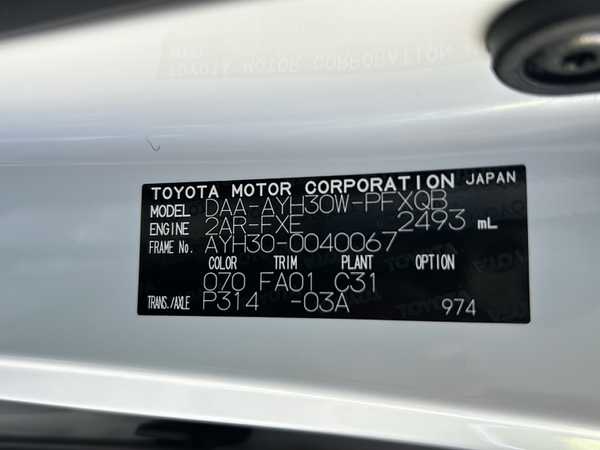 TOYOTA MOTOR CORPORATION JAPAN
MODEL DAA-AYH30W-PFXQB
ENGINE 2AR-FXE 2493 mL
FRAME No. AYH30-0040067
COLOR TRIM PLANT OPTION
070 FA01 C31
TRANS./AXLE P314 -03A 974